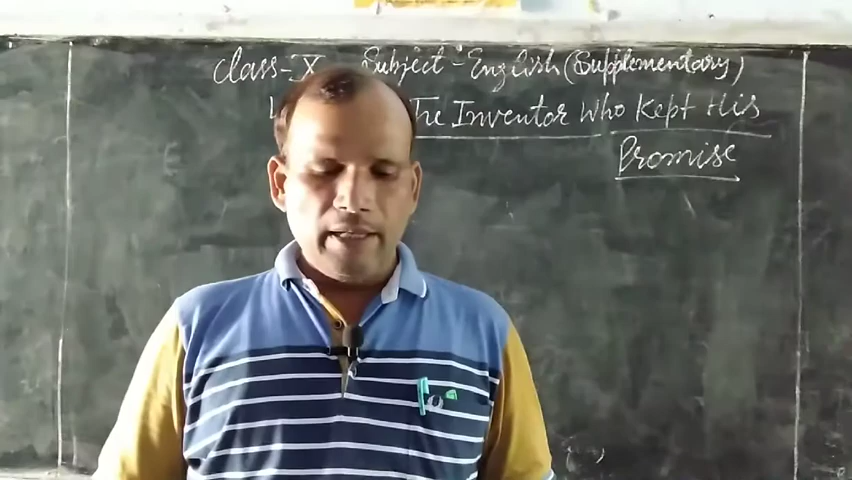 Class-X Subject - English (Supplementary)
The Inventor Who Kept His
Promise